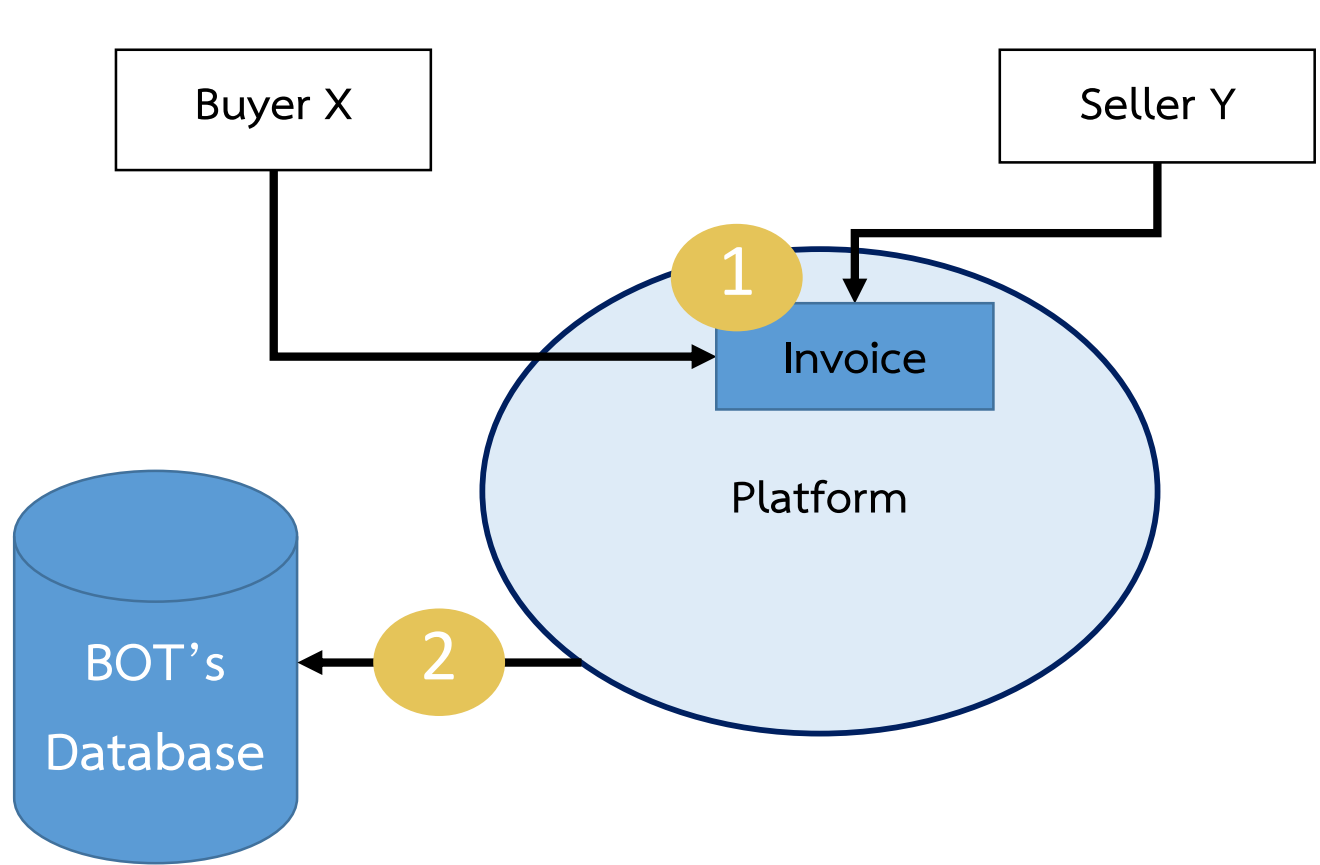 Buyer X
Seller Y
1
Invoice
Platform
2
BOT's
Database